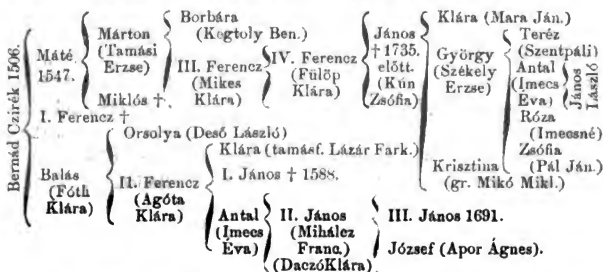 Bernád Czirék 1506.
Máté
1547.
Márton
(Tamási
Erzse)
Borbára
(Kegtoly Ben.)
III. Ferencz
(Mikes
Klára)
IV. Ferencz
(Fülöp
Klára)
János
† 1735.
előtt.
(Kún
Zsófia)
Klára (Mara Ján.)
György
(Székely
Erzse)
Teréz
(Szentpáli)
Antal
(Imecs
Éva)
János
László
Róza
(Imecsné)
Zsófia
(Pál Ján.)
Krisztina
(gr. Mikó Mikl.)
Miklós †.
I. Ferencz †
Balás
(Fóth
Klára)
Orsolya (Deső László)
II. Ferencz
(Agóta
Klára)
Klára (tamásf. Lázár Fark.)
I. János † 1588.
Antal
(Imecs
Éva)
II. János
(Mihálcz
Franc.)
(DaczóKlára)
III. János 1691.
József (Apor Ágnes).